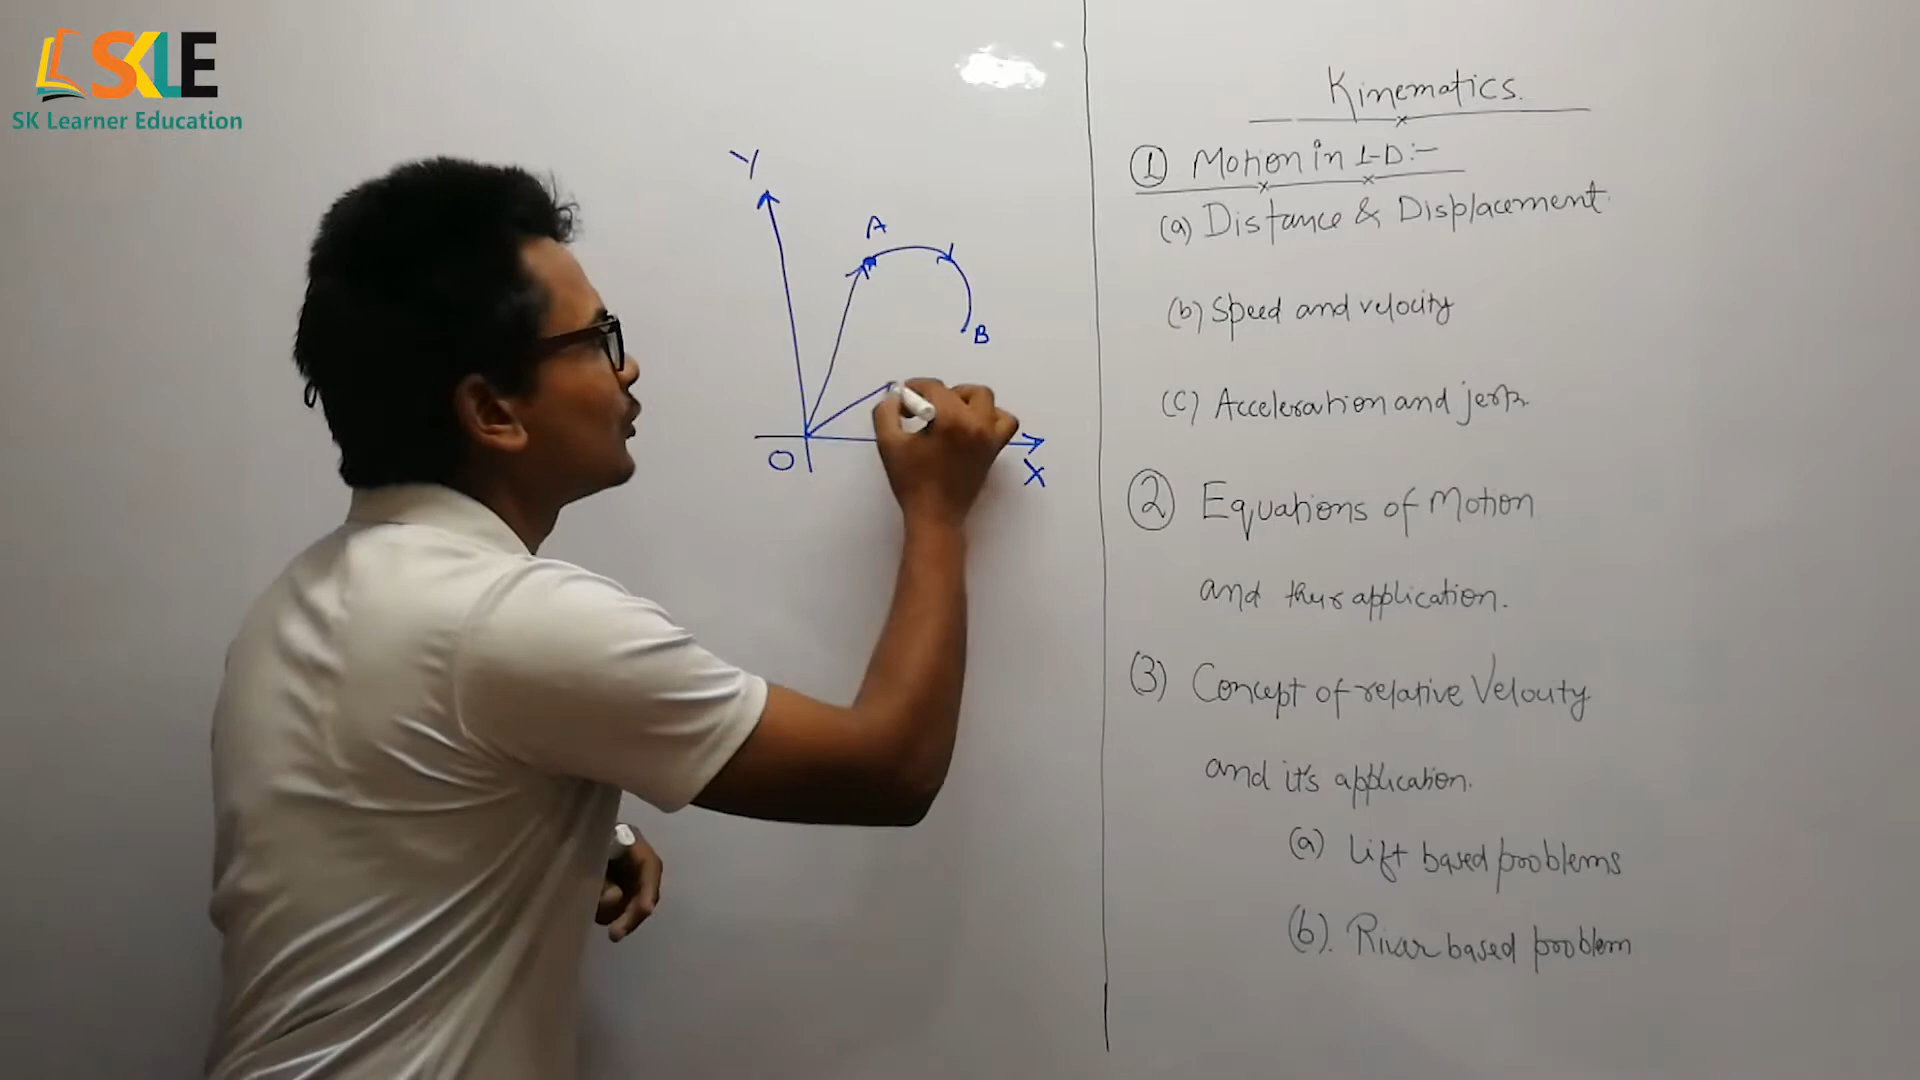 SKLE
SK Learner Education
Y
A
B
O
X
Kinematics.
① Motion in 1-D:-
(a) Distance & Displacement.
(b) Speed and velocity
(c) Acceleration and jerk.
② Equations of Motion
and their application.
(3) Concept of relative Velocity
and it's application.
(a) Lift based problems
(b). River based problem